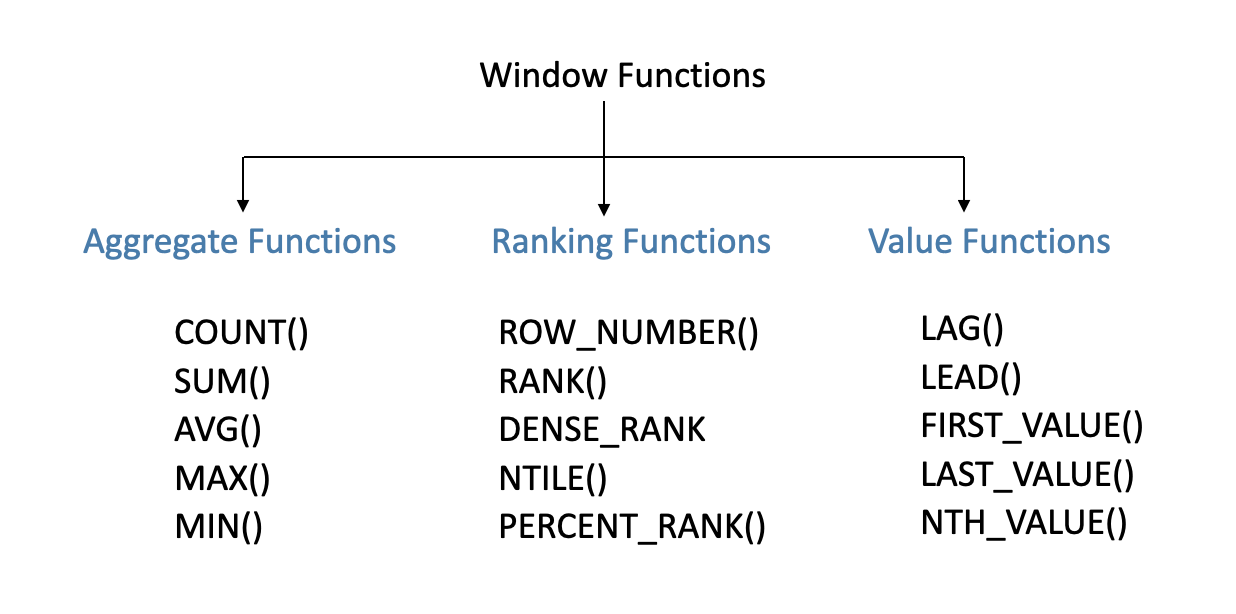 Window Functions
Aggregate Functions
COUNT()
SUM()
AVG()
MAX()
MIN()
Ranking Functions
ROW_NUMBER()
RANK()
DENSE_RANK
NTILE()
PERCENT_RANK()
Value Functions
LAG()
LEAD()
FIRST_VALUE()
LAST_VALUE()
NTH_VALUE()